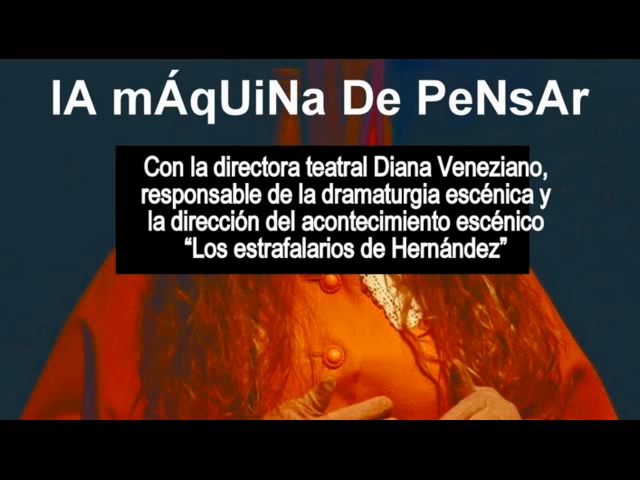 lA mÁqUiNa De PeNsAr
Con la directora teatral Diana Veneziano,
responsable de la dramaturgia escénica y
la dirección del acontecimiento escénico
“Los estrafalarios de Hernández”